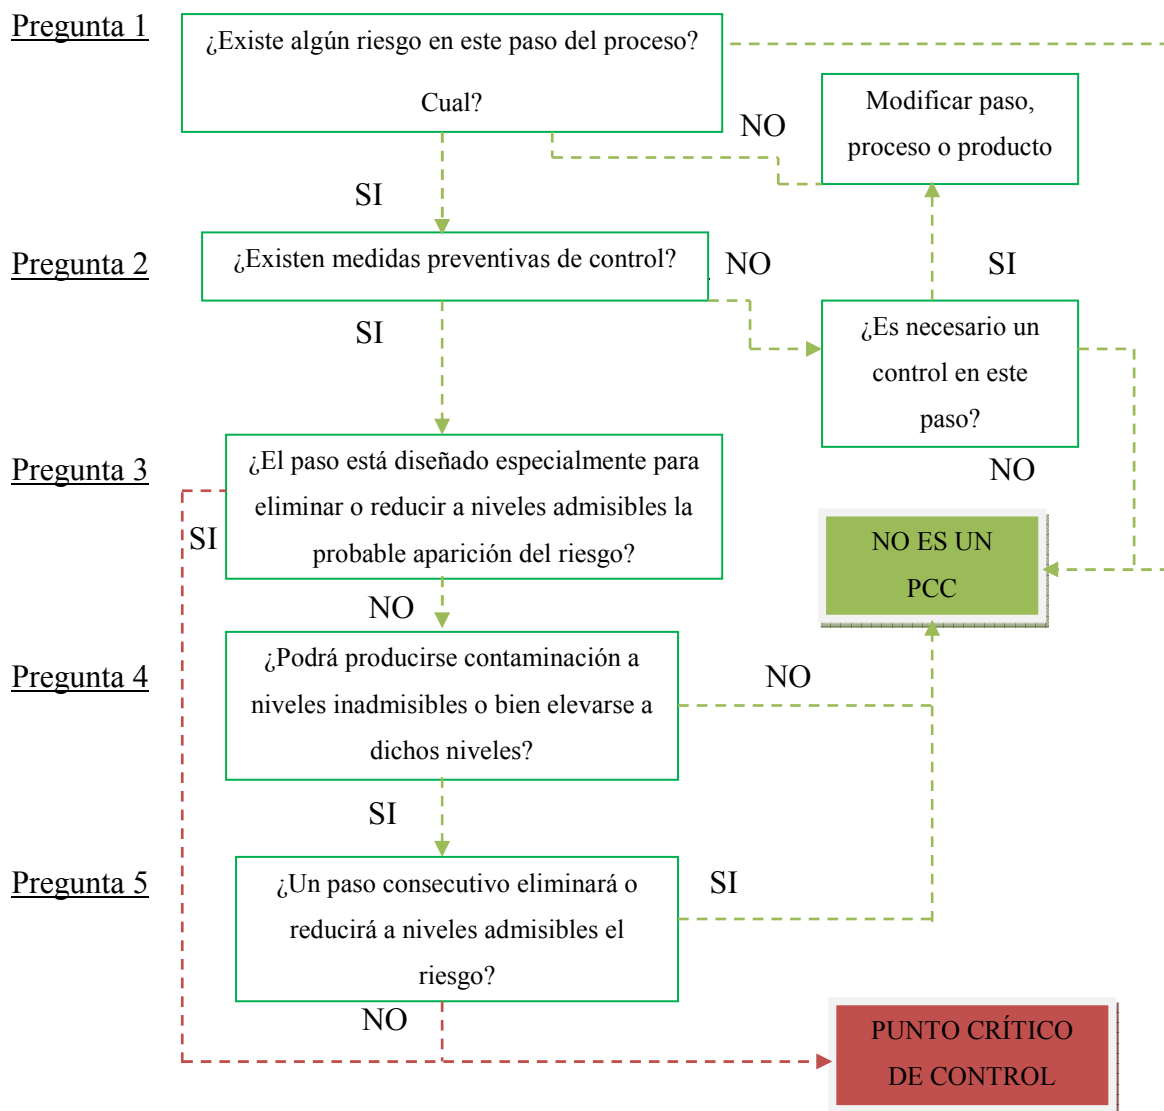 Pregunta 1
¿Existe algún riesgo en este paso del proceso?
Cual?
NO
Modificar paso,
proceso o producto
SI
Pregunta 2
¿Existen medidas preventivas de control?
NO
SI
SI
¿Es necesario un
control en este
paso?
NO
Pregunta 3
¿El paso está diseñado especialmente para
eliminar o reducir a niveles admisibles la
probable aparición del riesgo?
SI
NO
NO ES UN
PCC
Pregunta 4
¿Podrá producirse contaminación a
niveles inadmisibles o bien elevarse a
dichos niveles?
NO
SI
Pregunta 5
¿Un paso consecutivo eliminará o
reducirá a niveles admisibles el
riesgo?
SI
NO
PUNTO CRÍTICO
DE CONTROL